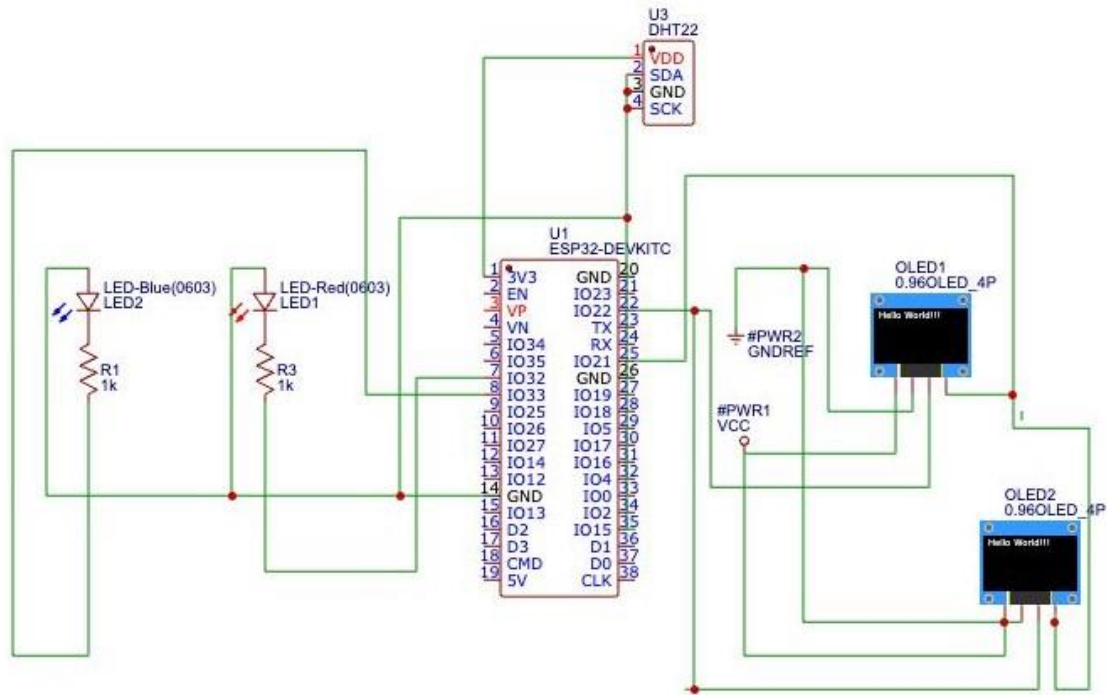 U3
DHT22
1 VDD
2 SDA
3 GND
4 SCK
U1
ESP32-DEVKITC
1 3V3 GND 20
2 EN IO23 21
3 VP IO22 22
4 VN TX 23
5 IO34 RX 24
6 IO35 IO21 25
7 IO32 GND 26
8 IO33 IO19 27
9 IO25 IO18 28
10 IO26 IO5 29
11 IO27 IO17 30
12 IO14 IO16 31
13 IO12 IO4 32
14 GND IO0 33
15 IO13 IO2 34
16 D2 IO15 35
17 D3 D1 36
18 CMD D0 37
19 5V CLK 38
LED-Blue(0603)
LED2
R1
1k
LED-Red(0603)
LED1
R3
1k
#PWR2
GNDREF
#PWR1
VCC
OLED1
0.96OLED_4P
Hello World!!!
OLED2
0.96OLED_4P
Hello World!!!